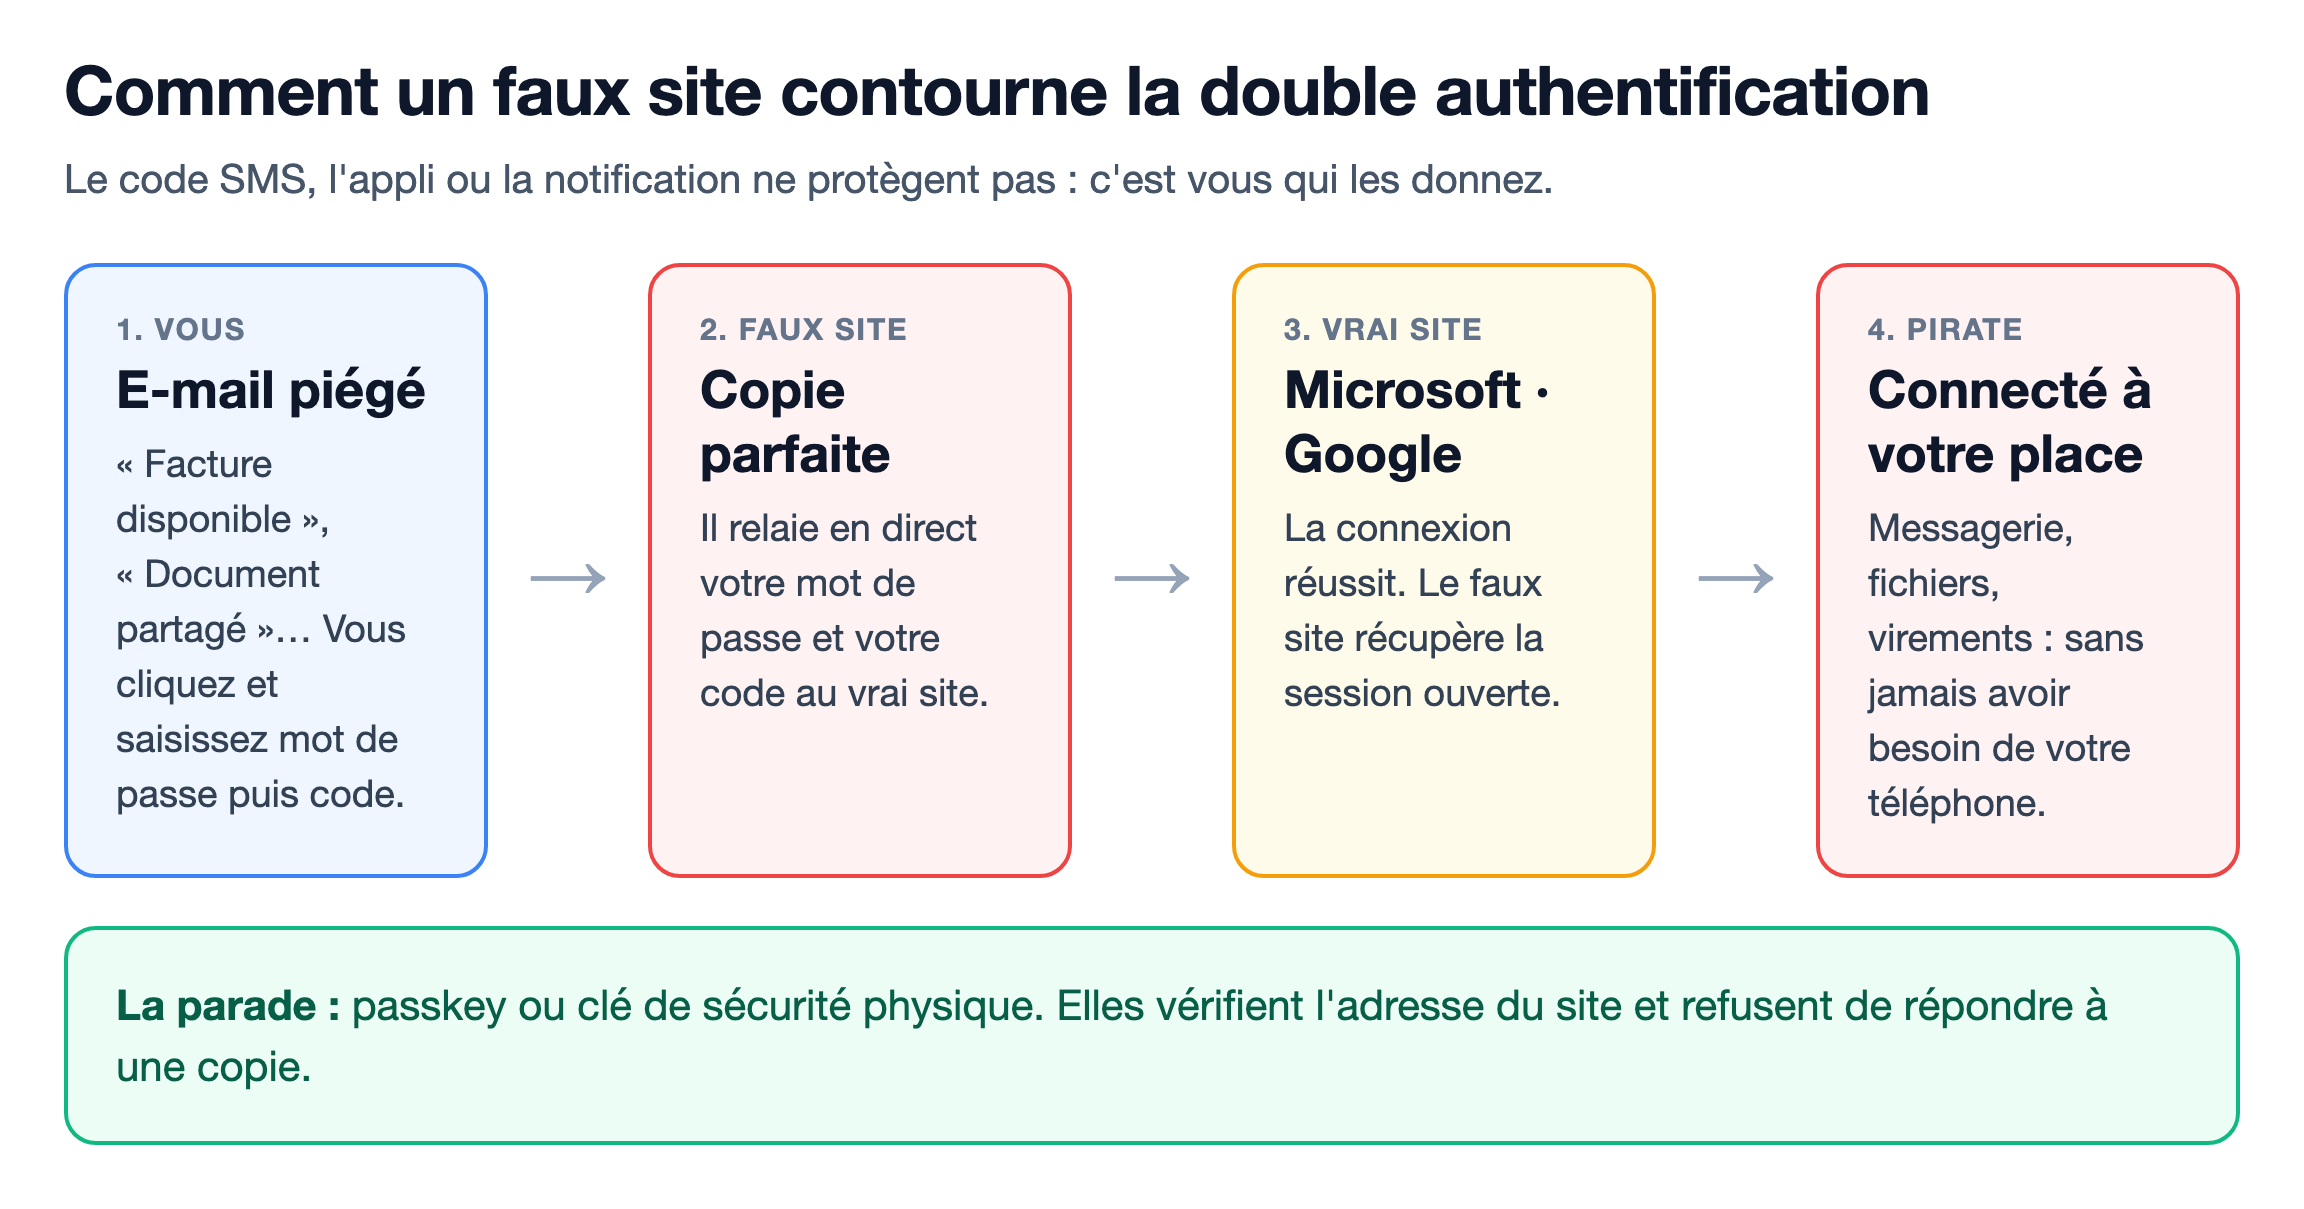 Comment un faux site contourne la double authentification
Le code SMS, l'appli ou la notification ne protègent pas : c'est vous qui les donnez.
1. VOUS
E-mail piégé
« Facture
disponible »,
« Document
partagé »… Vous
cliquez et
saisissez mot de
passe puis code.
→
2. FAUX SITE
Copie
parfaite
Il relaie en direct
votre mot de
passe et votre
code au vrai site.
→
3. VRAI SITE
Microsoft ·
Google
La connexion
réussit. Le faux
site récupère la
session ouverte.
→
4. PIRATE
Connecté à
votre place
Messagerie,
fichiers,
virements : sans
jamais avoir
besoin de votre
téléphone.
La parade : passkey ou clé de sécurité physique. Elles vérifient l'adresse du site et refusent de répondre à
une copie.